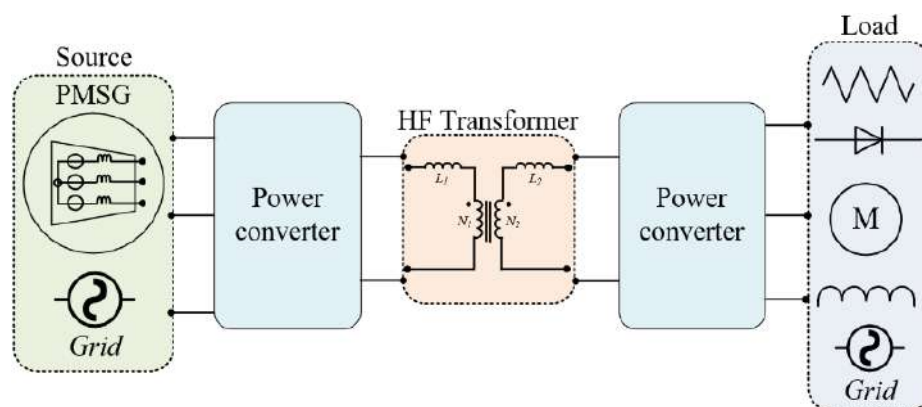 Source
PMSG
Grid
Power
converter
HF Transformer
L1
L2
N1
N2
Power
converter
Load
M
Grid